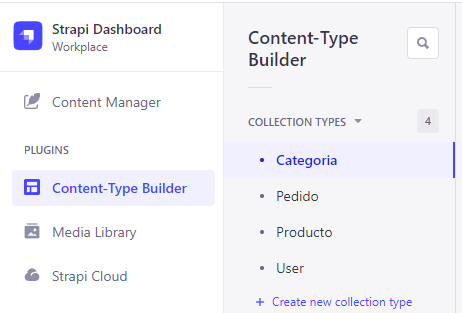 Strapi Dashboard
Workplace
Content Manager
PLUGINS
Content-Type Builder
Media Library
Strapi Cloud
Content-Type
Builder
COLLECTION TYPES 4
Categoria
Pedido
Producto
User
+ Create new collection type